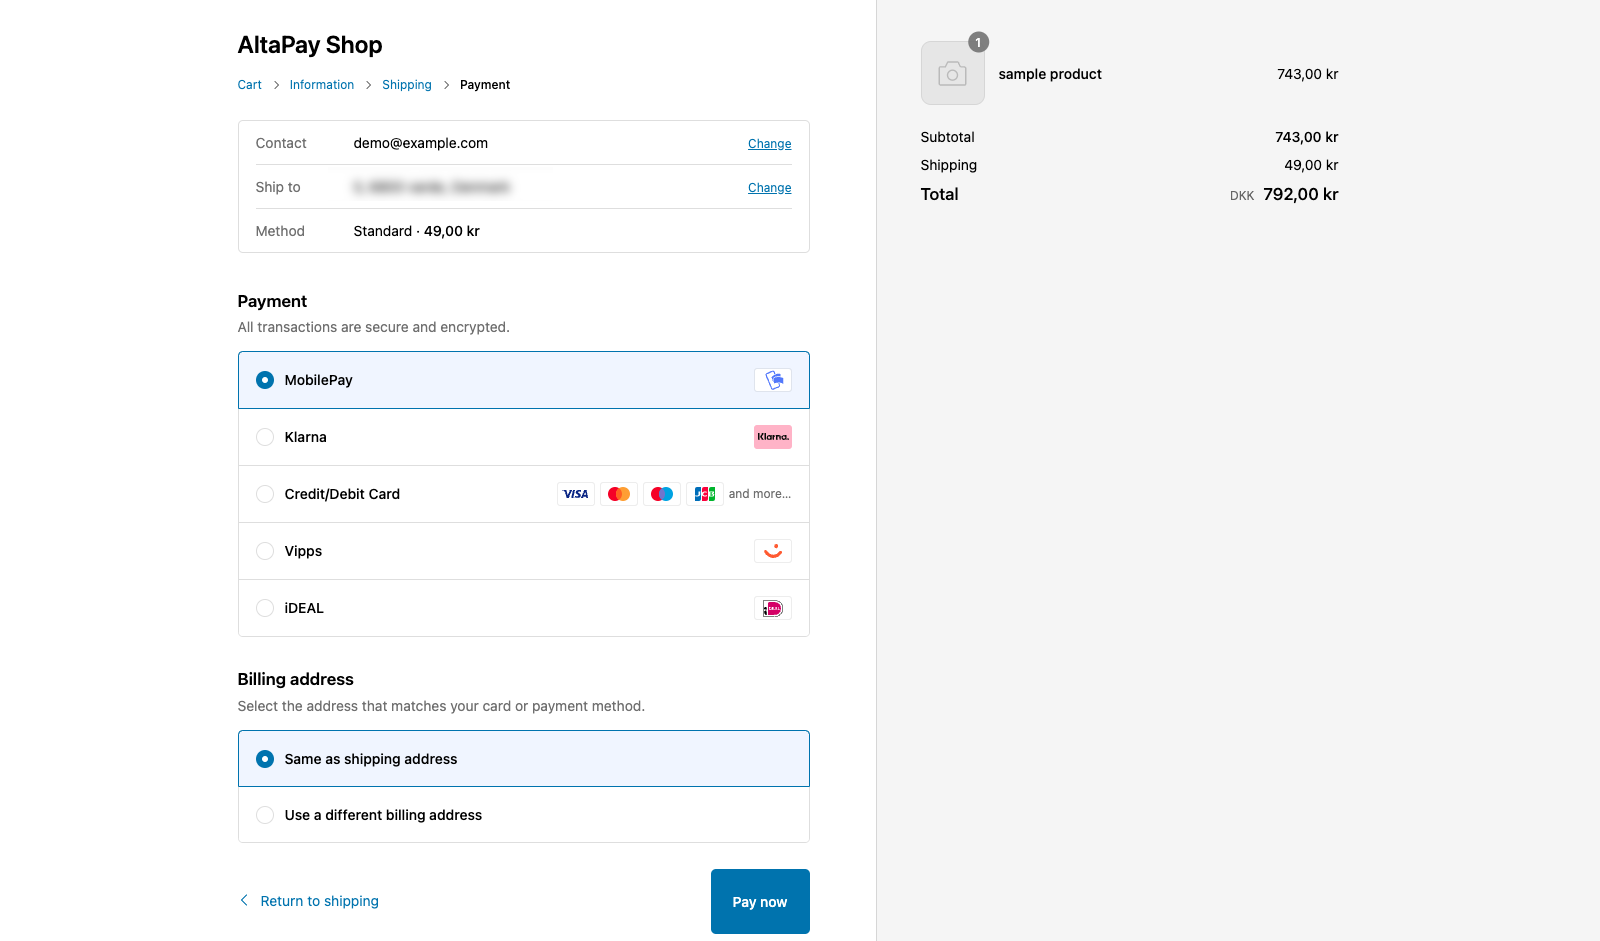 AltaPay Shop
Cart > Information > Shipping > Payment
Contact demo@example.com Change
Ship to Change
Method Standard · 49,00 kr
Payment
All transactions are secure and encrypted.
MobilePay
Klarna Klarna.
Credit/Debit Card VISA JCB and more...
Vipps
iDEAL
Billing address
Select the address that matches your card or payment method.
Same as shipping address
Use a different billing address
Return to shipping Pay now
1
sample product 743,00 kr
Subtotal 743,00 kr
Shipping 49,00 kr
Total DKK 792,00 kr